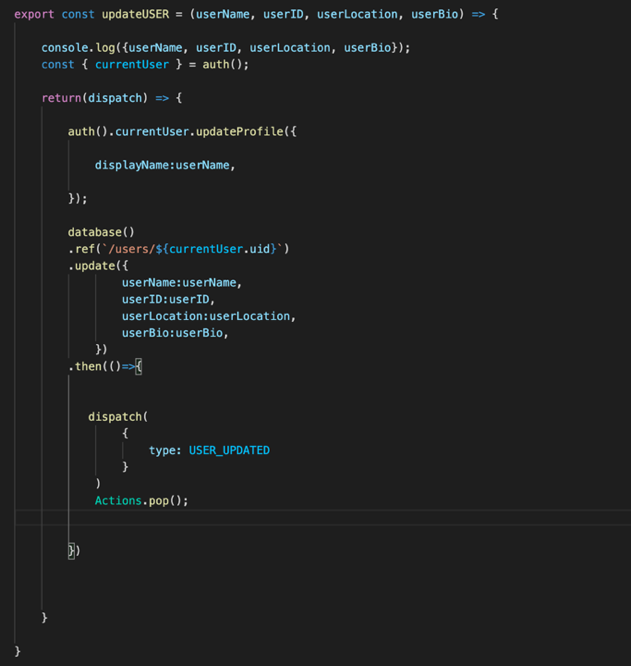 export const updateUSER = (userName, userID, userLocation, userBio) => {
console.log({userName, userID, userLocation, userBio});
const { currentUser } = auth();
return(dispatch) => {
auth().currentUser.updateProfile({
displayName:userName,
});
database()
.ref(`/users/${currentUser.uid}`)
.update({
userName:userName,
userID:userID,
userLocation:userLocation,
userBio:userBio,
})
.then(()=>{
dispatch(
{
type: USER_UPDATED
}
)
Actions.pop();
})
}
}